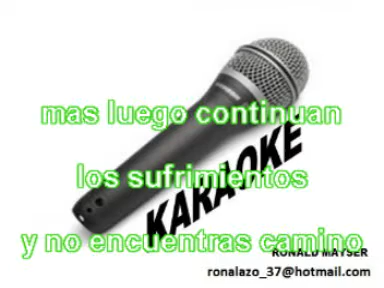 mas luego continuan
los sufrimientos
KARAOKE
y no encuentras camino
RONALD MAYSER
ronalazo_37@hotmail.com